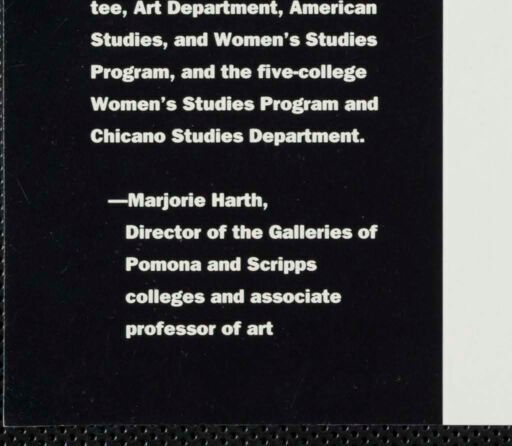 tee, Art Department, American
Studies, and Women's Studies
Program, and the five-college
Women's Studies Program and
Chicano Studies Department.
—Marjorie Harth,
Director of the Galleries of
Pomona and Scripps
colleges and associate
professor of art